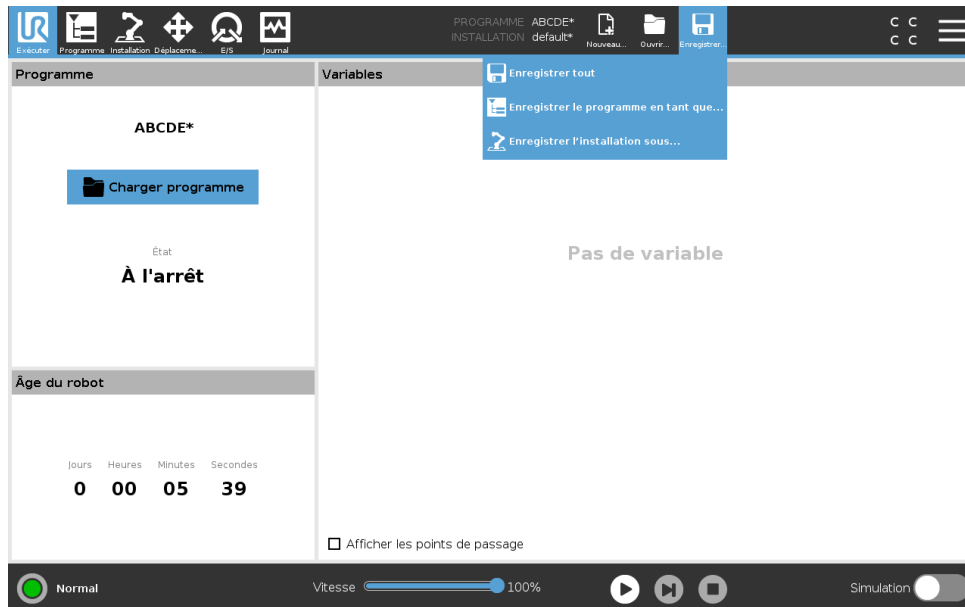 PROGRAMME ABCDE*
INSTALLATION default*
C C
C C
Exécuter Programme Installation Déplaceme... E/S Journal
Nouveau... Ouvrir... Enregistrer...
Programme
Variables
Enregistrer tout
Enregistrer le programme en tant que...
Enregistrer l'installation sous...
ABCDE*
Charger programme
État
À l'arrêt
Pas de variable
Âge du robot
Jours Heures Minutes Secondes
0 00 05 39
Afficher les points de passage
Normal
Vitesse 100%
Simulation